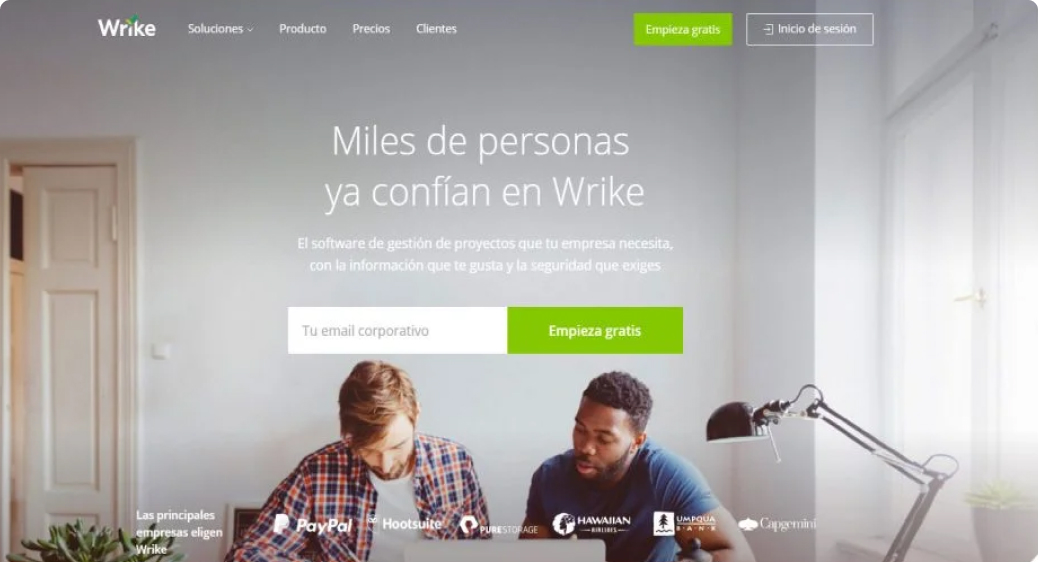 Wrike Soluciones Producto Precios Clientes Empieza gratis Inicio de sesión
Miles de personas
ya confían en Wrike
El software de gestión de proyectos que tu empresa necesita,
con la información que te gusta y la seguridad que exiges
Tu email corporativo Empieza gratis
Las principales
empresas eligen
Wrike
PayPal Hootsuite PURESTORAGE HAWAIIAN
AIRLINES
UMPQUA
BANK
Capgemini